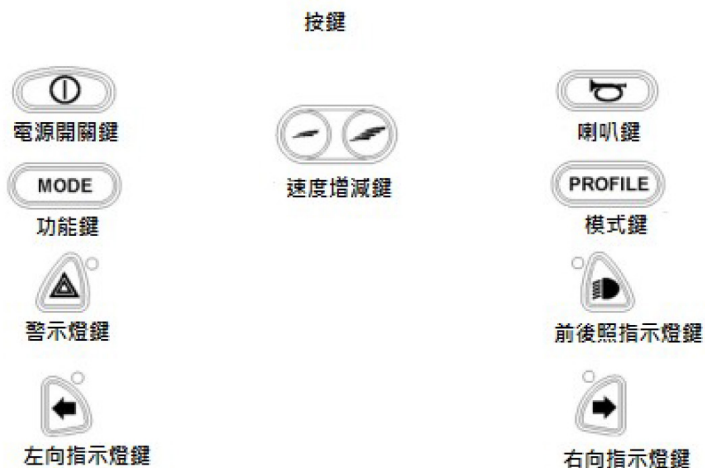 按鍵
電源開關鍵
喇叭鍵
速度增減鍵
MODE
PROFILE
功能鍵
模式鍵
警示燈鍵
前後照指示燈鍵
左向指示燈鍵
右向指示燈鍵